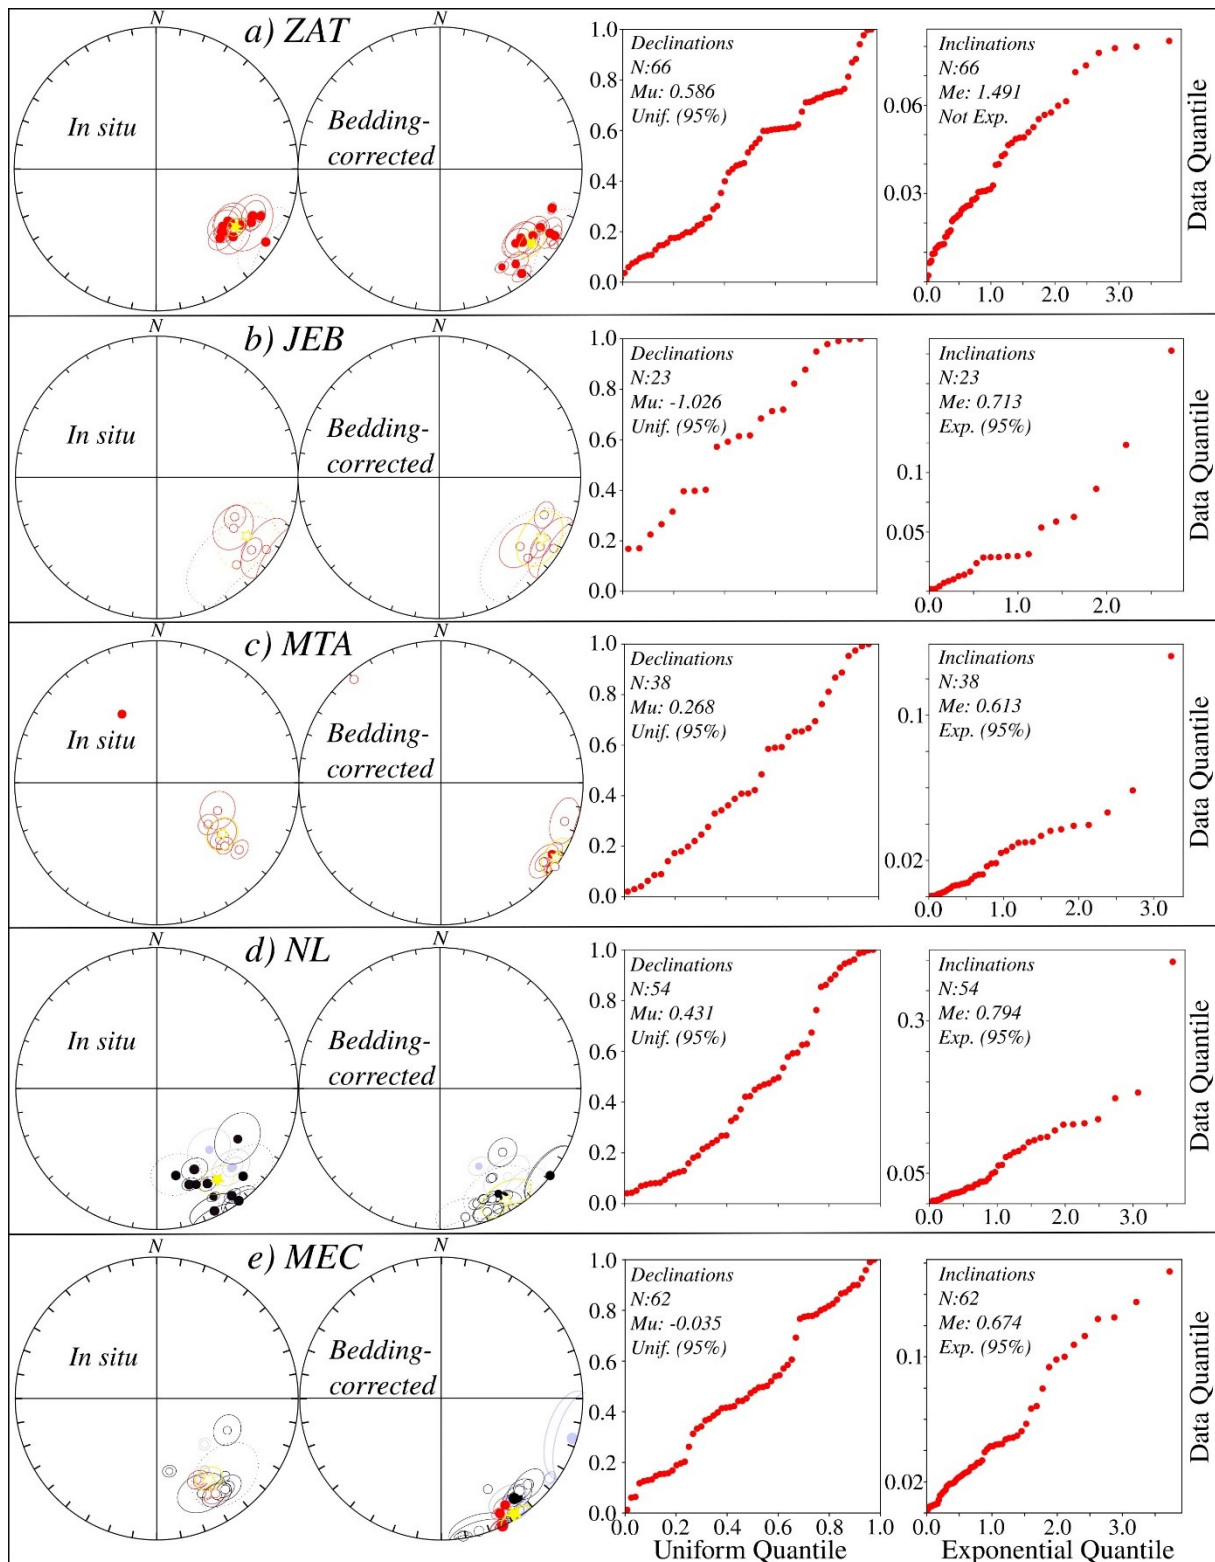 a) ZAT
N
In situ
N
Bedding-
corrected
1.0
0.8
0.6
0.4
0.2
0.0
Declinations
N:66
Mu: 0.586
Unif. (95%)
0.06
0.03
Inclinations
N:66
Me: 1.491
Not Exp.
0.0 1.0 2.0 3.0
Data Quantile
b) JEB
N
In situ
N
Bedding-
corrected
1.0
0.8
0.6
0.4
0.2
0.0
Declinations
N:23
Mu: -1.026
Unif. (95%)
0.1
0.05
Inclinations
N:23
Me: 0.713
Exp. (95%)
0.0 1.0 2.0
Data Quantile
c) MTA
N
In situ
N
Bedding-
corrected
1.0
0.8
0.6
0.4
0.2
0.0
Declinations
N:38
Mu: 0.268
Unif. (95%)
0.1
0.02
Inclinations
N:38
Me: 0.613
Exp. (95%)
0.0 1.0 2.0 3.0
Data Quantile
d) NL
N
In situ
N
Bedding-
corrected
1.0
0.8
0.6
0.4
0.2
0.0
Declinations
N:54
Mu: 0.431
Unif. (95%)
0.3
0.05
Inclinations
N:54
Me: 0.794
Exp. (95%)
0.0 1.0 2.0 3.0
Data Quantile
e) MEC
N
In situ
N
Bedding-
corrected
1.0
0.8
0.6
0.4
0.2
0.0
Declinations
N:62
Mu: -0.035
Unif. (95%)
0.0 0.2 0.4 0.6 0.8 1.0
Uniform Quantile
0.1
0.02
Inclinations
N:62
Me: 0.674
Exp. (95%)
0.0 1.0 2.0 3.0
Exponential Quantile
Data Quantile